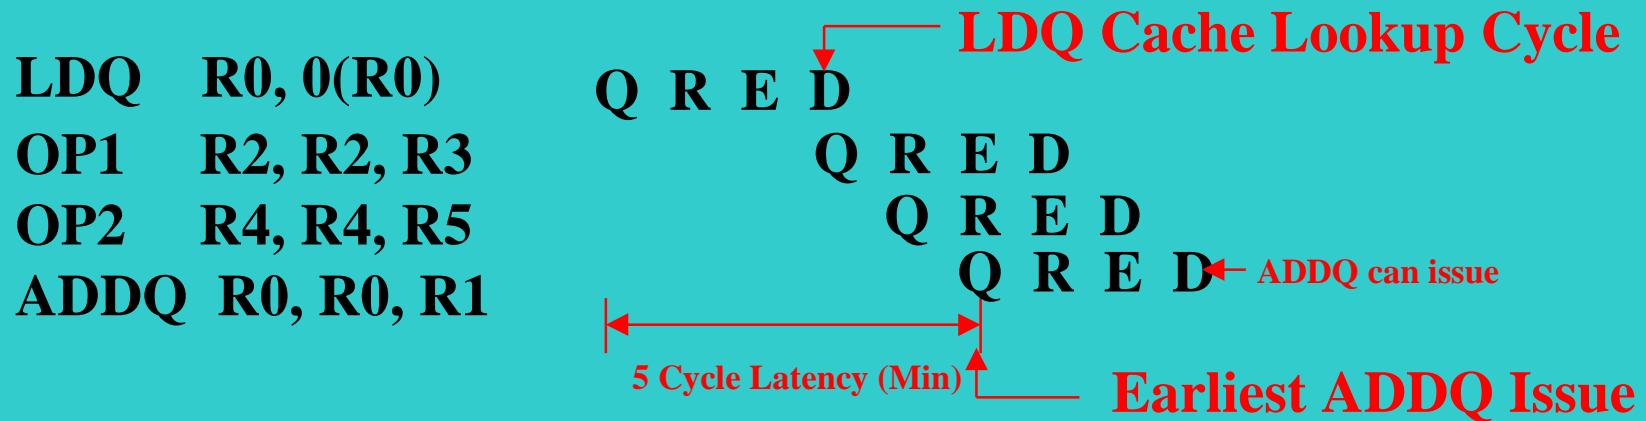 LDQ Cache Lookup Cycle
LDQ R0, 0(R0) Q R E D
OP1 R2, R2, R3 Q R E D
OP2 R4, R4, R5 Q R E D
ADDQ R0, R0, R1 Q R E D ADDQ can issue
5 Cycle Latency (Min)
Earliest ADDQ Issue